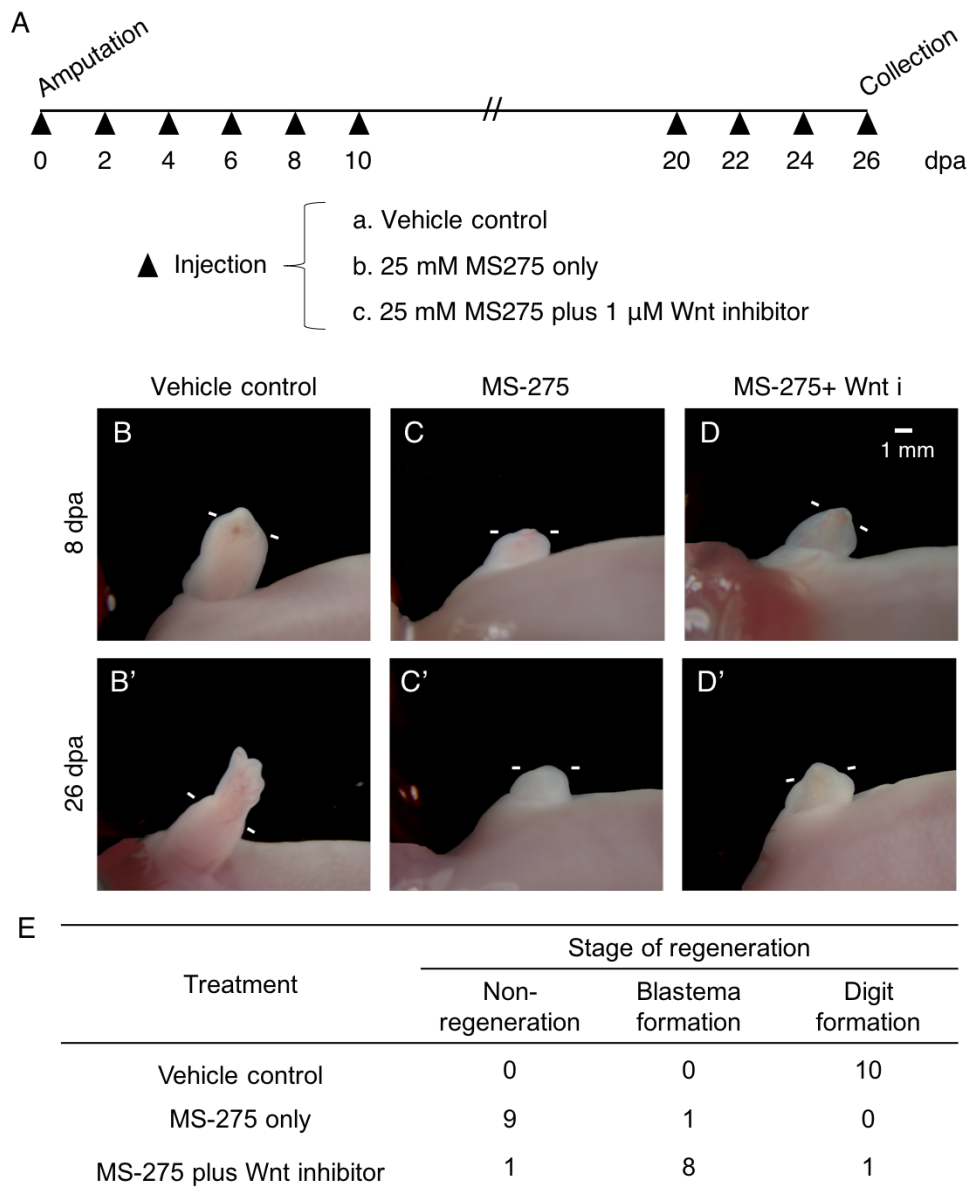 A
Amputation
Collection
0 2 4 6 8 10 20 22 24 26 dpa
a. Vehicle control
Injection
b. 25 mM MS275 only
c. 25 mM MS275 plus 1 µM Wnt inhibitor
Vehicle control MS-275 MS-275+ Wnt i
8 dpa
B C D
1 mm
26 dpa
B’ C’ D’
E
Stage of regeneration
Treatment
Non-
regeneration
Blastema
formation
Digit
formation
Vehicle control 0 0 10
MS-275 only 9 1 0
MS-275 plus Wnt inhibitor 1 8 1